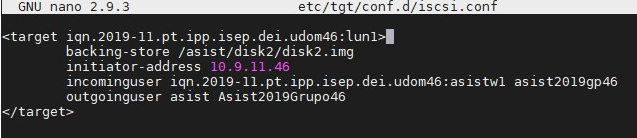 GNU nano 2.9.3 etc/tgt/conf.d/iscsi.conf
<target iqn.2019-11.pt.ipp.isep.dei.udom46:lun1>
backing-store /asist/disk2/disk2.img
initiator-address 10.9.11.46
incominguser iqn.2019-11.pt.ipp.isep.dei.udom46:asistw1 asist2019gp46
outgoinguser asist Asist2019Grupo46
</target>